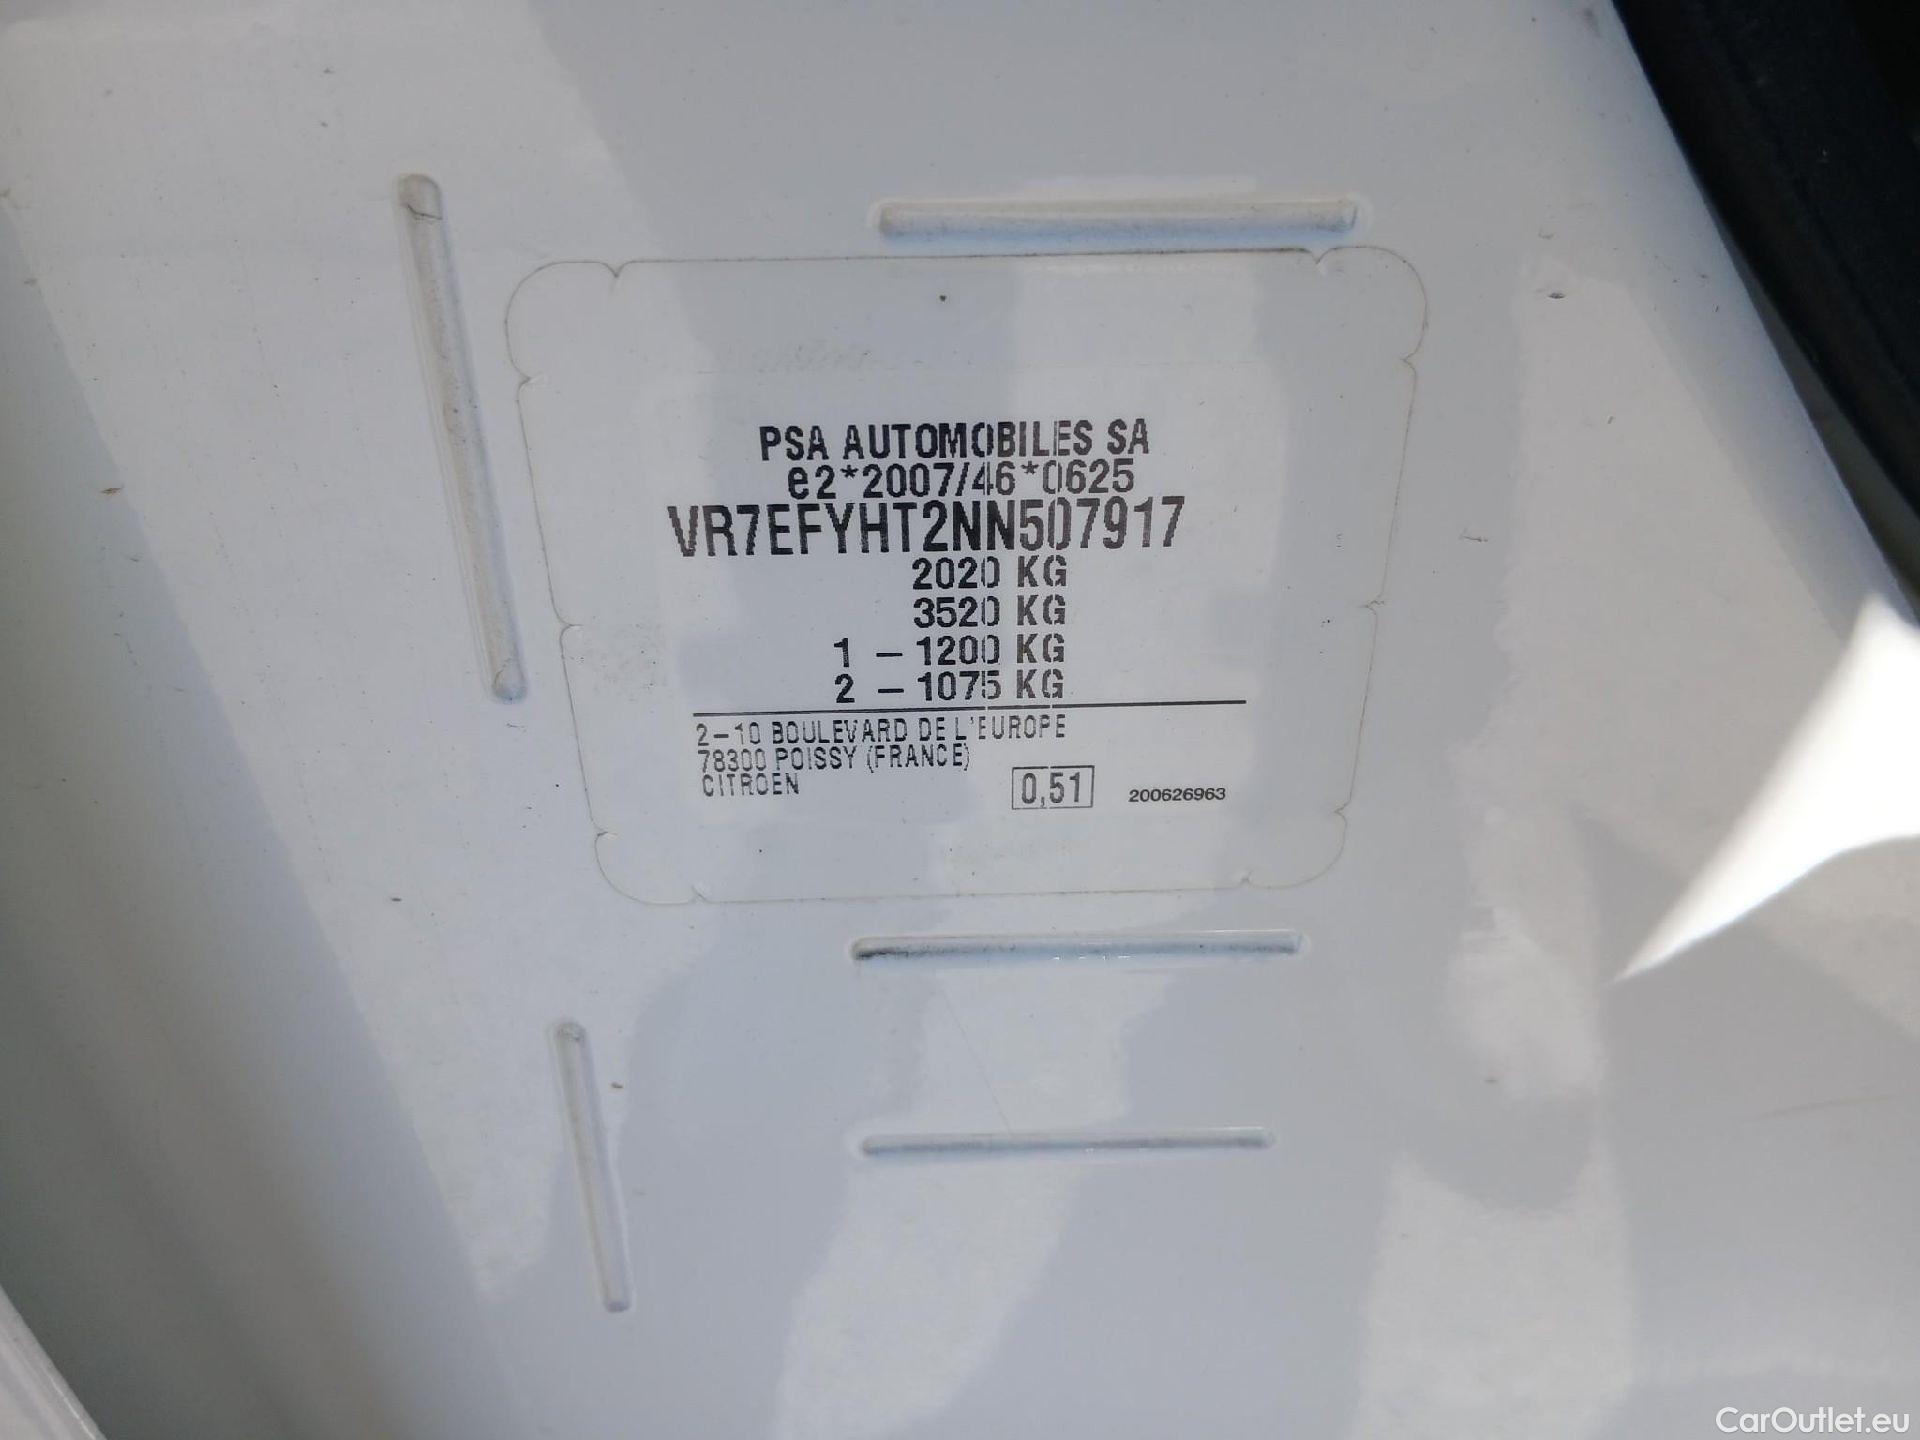 PSA AUTOMOBILES SA
e2*2007/46*0625
VR7EFYHT2NN507917
2020 KG
3520 KG
1 – 1200 KG
2 – 1075 KG
2–10 BOULEVARD DE L'EUROPE
78300 POISSY (FRANCE)
CITROEN
0,51 200626963
CarOutlet.eu